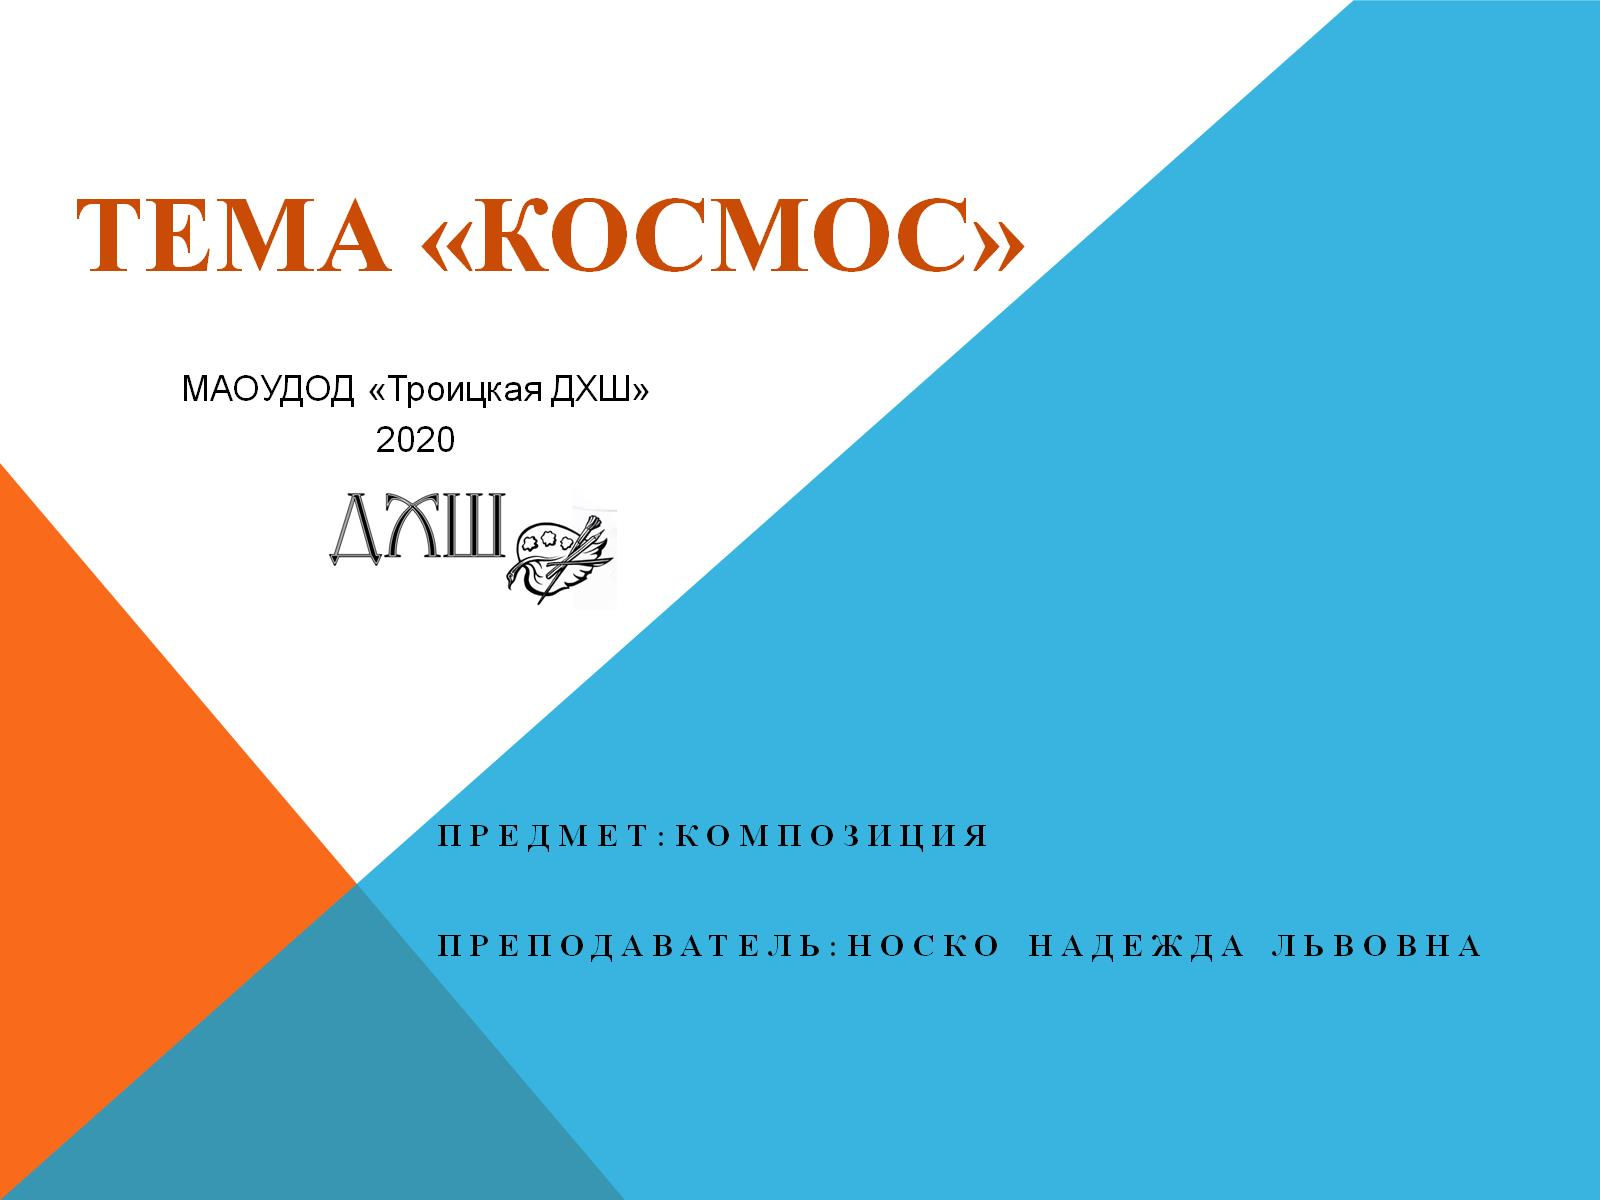 ТЕМА «КОСМОС»
МАОУДОД «Троицкая ДХШ»
2020
ДХШ
ПРЕДМЕТ:КОМПОЗИЦИЯ
ПРЕПОДАВАТЕЛЬ:НОСКО НАДЕЖДА ЛЬВОВНА